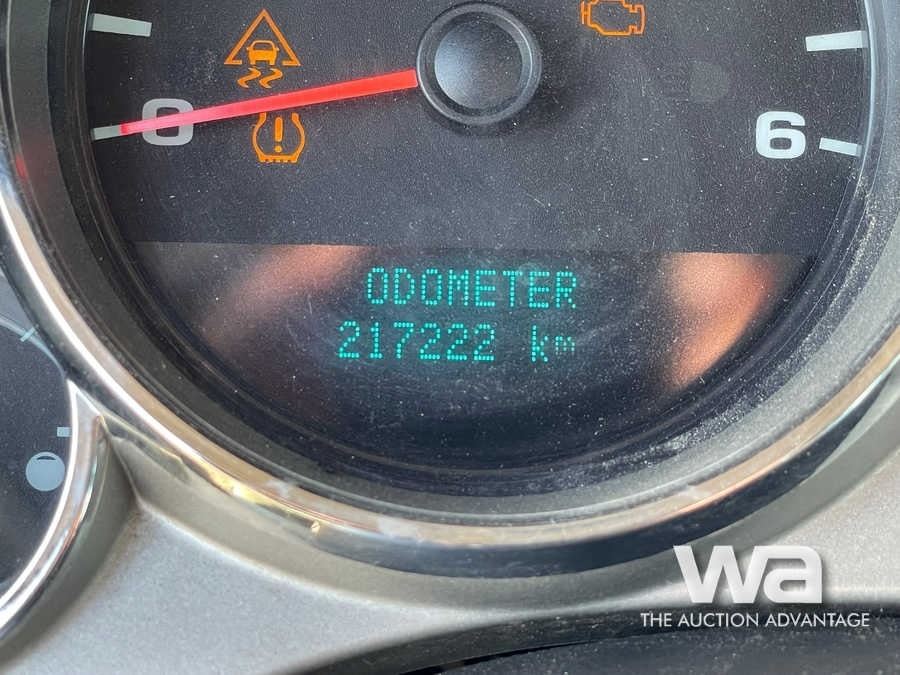 0
6
ODOMETER
217222 km
wa
THE AUCTION ADVANTAGE